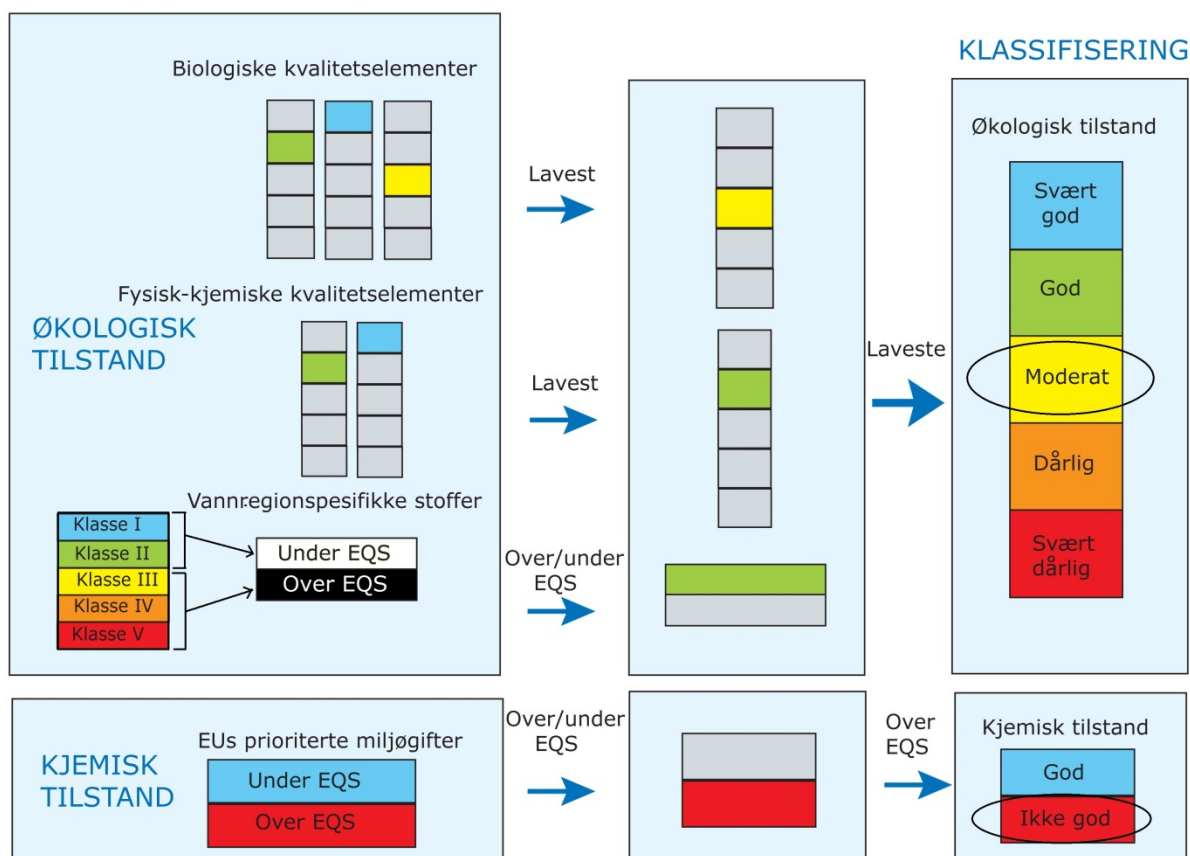 KLASSIFISERING
Biologiske kvalitetselementer
Lavest
Økologisk tilstand
Svært
god
God
Moderat
Dårlig
Svært
dårlig
Fysisk-kjemiske kvalitetselementer
ØKOLOGISK
TILSTAND
Lavest
Laveste
Vannregionspesifikke stoffer
Klasse I
Klasse II
Klasse III
Klasse IV
Klasse V
Under EQS
Over EQS
Over/under
EQS
KJEMISK
TILSTAND
EUs prioriterte miljøgifter
Under EQS
Over EQS
Over/under
EQS
Over
EQS
Kjemisk tilstand
God
Ikke god